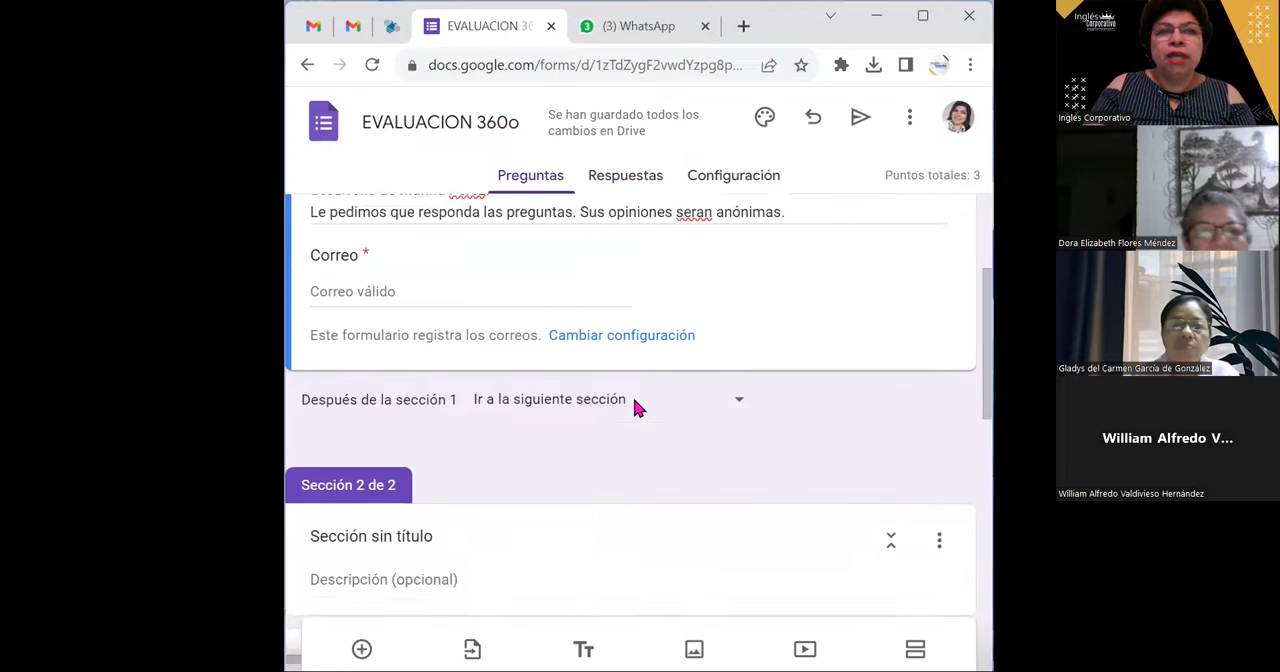 EVALUACION 36
(3) WhatsApp
docs.google.com/forms/d/1zTdZygF2vwdYzpg8p...
EVALUACION 360o
Se han guardado todos los
cambios en Drive
Preguntas
Respuestas
Configuración
Puntos totales: 3
Le pedimos que responda las preguntas. Sus opiniones seran anónimas.
Correo *
Correo válido
Este formulario registra los correos. Cambiar configuración
Después de la sección 1
Ir a la siguiente sección
Sección 2 de 2
Sección sin título
Descripción (opcional)
Inglés
Corporativo
Inglés Corporativo
Dora Elizabeth Flores Méndez
Gladys del Carmen García de González
William Alfredo V...
William Alfredo Valdivieso Hernández